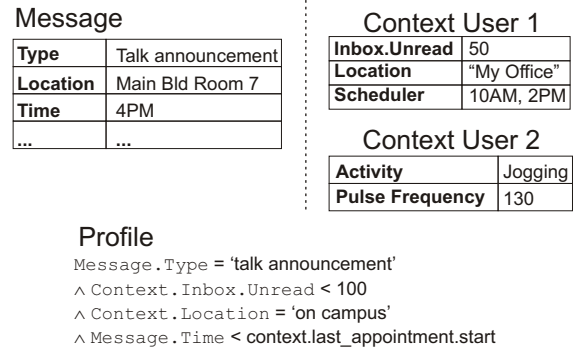 Message
Type Talk announcement
Location Main Bld Room 7
Time 4PM
... ...
Context User 1
Inbox.Unread 50
Location “My Office”
Scheduler 10AM, 2PM
Context User 2
Activity Jogging
Pulse Frequency 130
Profile
Message.Type = ‘talk announcement’
∧ Context.Inbox.Unread < 100
∧ Context.Location = ‘on campus’
∧ Message.Time < context.last_appointment.start